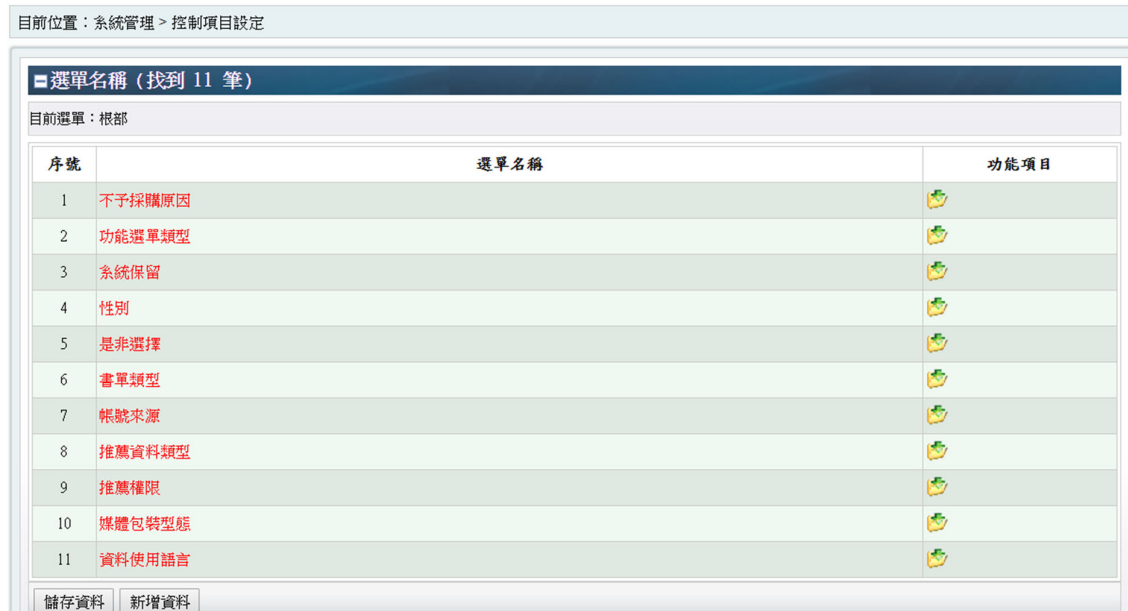 目前位置：系統管理 > 控制項目設定
選單名稱 (找到 11 筆)
目前選單：根部
序號 選單名稱 功能項目
1 不予採購原因
2 功能選單類型
3 系統保留
4 性別
5 是非選擇
6 書單類型
7 帳號來源
8 推薦資料類型
9 推薦權限
10 媒體包裝型態
11 資料使用語言
儲存資料 新增資料